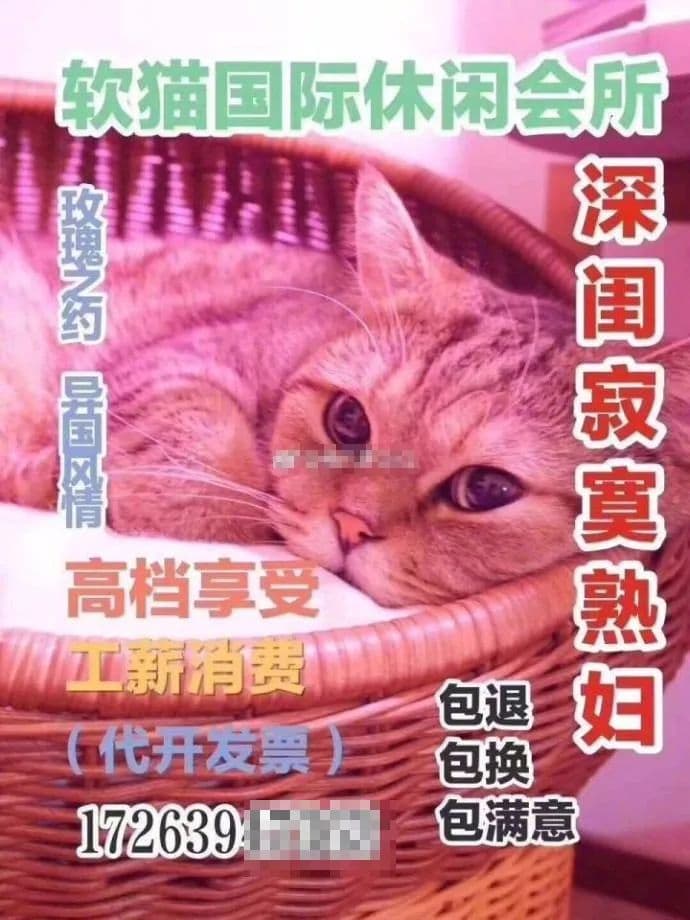 软猫国际休闲会所
深闺寂寞熟妇
玫瑰之约
异国风情
高档享受
工薪消费
（代开发票）
包退
包换
包满意
172639